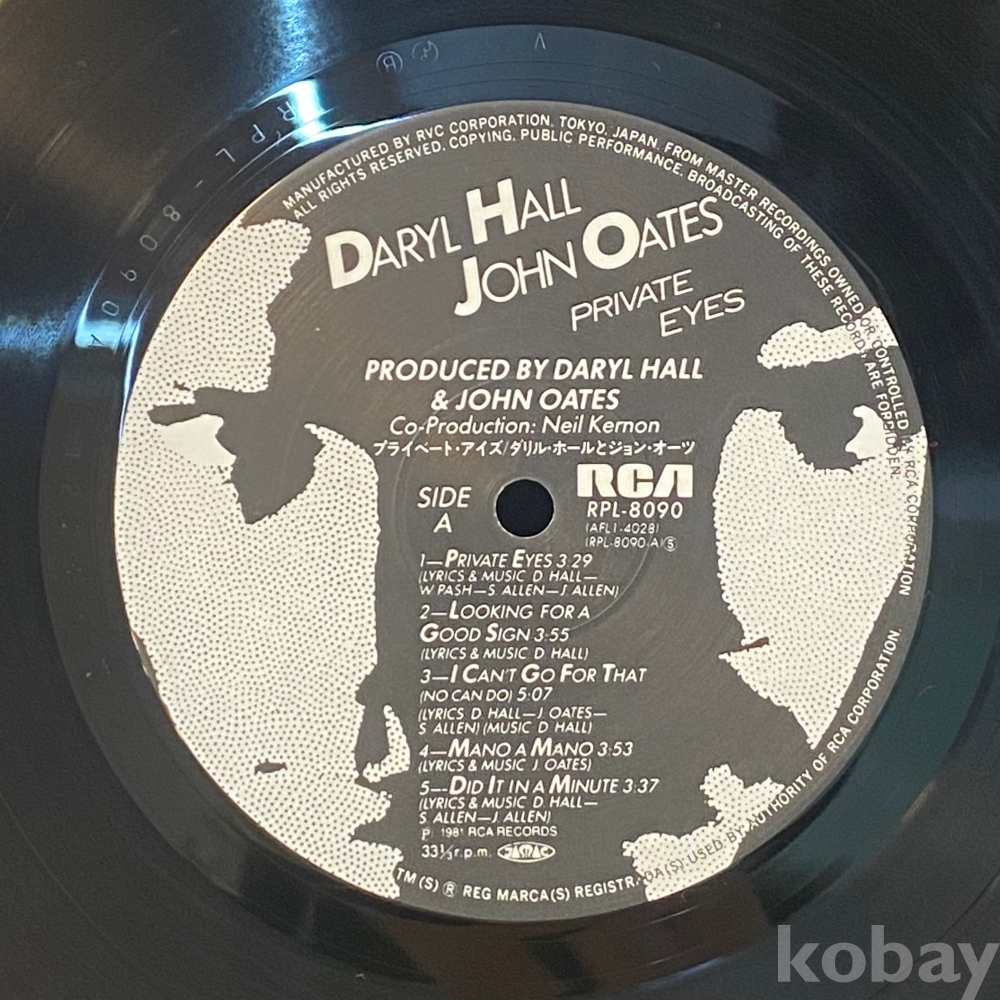 MANUFACTURED BY RVC CORPORATION, TOKYO, JAPAN, FROM MASTER RECORDINGS OWNED OR CONTROLLED BY RCA CORPORATION
ALL RIGHTS RESERVED. COPYING, PUBLIC PERFORMANCE, BROADCASTING OF THESE RECORDS, ARE FORBIDDEN.
RPL-8090A
DARYL HALL
JOHN OATES
PRIVATE
EYES
PRODUCED BY DARYL HALL
& JOHN OATES
Co-Production: Neil Kernon
プライベート・アイズ/ダリル・ホールとジョン・オーツ
SIDE
A
RCA
RPL-8090
(AFL1-4028)
(RPL-8090-A) Ⓢ
1—PRIVATE EYES 3:29
(LYRICS & MUSIC D. HALL—
W PASH—S ALLEN—J ALLEN)
2—LOOKING FOR A
GOOD SIGN 3:55
(LYRICS & MUSIC D. HALL)
3—I CAN'T GO FOR THAT
(NO CAN DO) 5:07
(LYRICS D. HALL—J. OATES—
S ALLEN) (MUSIC D HALL)
4—MANO A MANO 3:53
(LYRICS & MUSIC J. OATES)
5—DID IT IN A MINUTE 3:37
(LYRICS & MUSIC D. HALL—
S ALLEN—J. ALLEN)
Ⓟ 1981 RCA RECORDS
33⅓ r.p.m. JASRAC
TM(S) ® REG MARCA(S) REGISTRADA(S) USED BY AUTHORITY OF RCA CORPORATION.
kobay